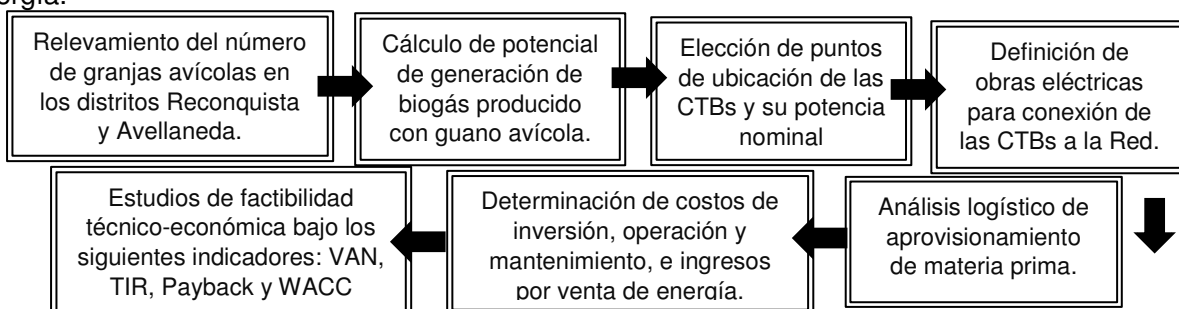 ergía.
Relevamiento del número
de granjas avícolas en
los distritos Reconquista
y Avellaneda.
Cálculo de potencial
de generación de
biogás producido
con guano avícola.
Elección de puntos
de ubicación de las
CTBs y su potencia
nominal
Definición de
obras eléctricas
para conexión de
las CTBs a la Red.
Análisis logístico de
aprovisionamiento
de materia prima.
Determinación de costos de
inversión, operación y
mantenimiento, e ingresos
por venta de energía.
Estudios de factibilidad
técnico-económica bajo los
siguientes indicadores: VAN,
TIR, Payback y WACC